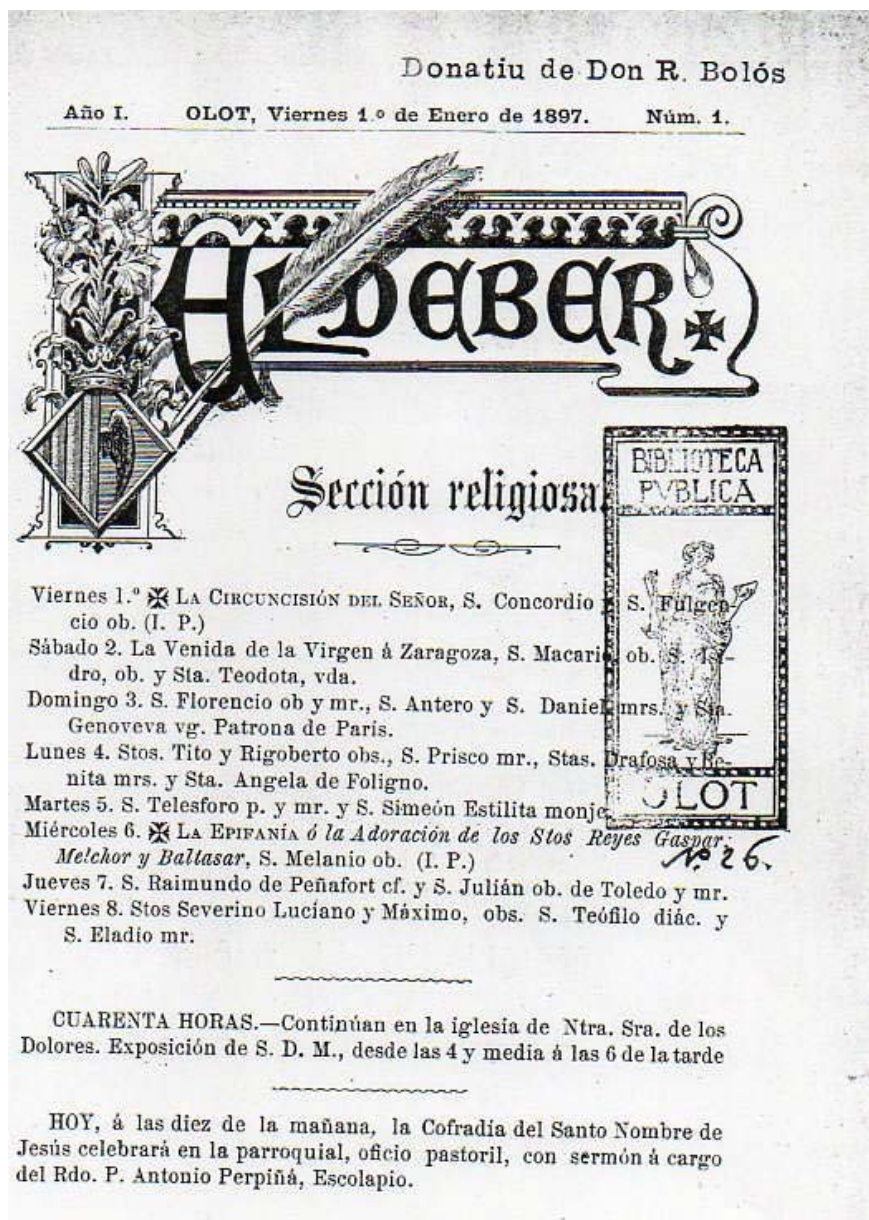 Donatiu de Don R. Bolós
Año I. OLOT, Viernes 1.º de Enero de 1897. Núm. 1.
ALDEBER
Sección religiosa.
BIBLIOTECA
PVBLICA
OLOT
Nº 26.
Viernes 1.º ✠ LA CIRCUNCISIÓN DEL SEÑOR, S. Concordio y S. Fulgen-
cio ob. (I. P.)
Sábado 2. La Venida de la Virgen á Zaragoza, S. Macario, ob. S.
dro, ob. y Sta. Teodota, vda.
Domingo 3. S. Florencio ob y mr., S. Antero y S. Daniel, mrs. y Sta.
Genoveva vg. Patrona de París.
Lunes 4. Stos. Tito y Rigoberto obs., S. Prisco mr., Stas. Drafosa y Be-
nita mrs. y Sta. Angela de Foligno.
Martes 5. S. Telesforo p. y mr. y S. Simeón Estilita monje
Miércoles 6. ✠ LA EPIFANÍA ó la Adoración de los Stos Reyes Gaspar,
Melchor y Baltasar, S. Melanio ob. (I. P.)
Jueves 7. S. Raimundo de Peñafort cf. y S. Julián ob. de Toledo y mr.
Viernes 8. Stos Severino Luciano y Máximo, obs. S. Teófilo diác. y
S. Eladio mr.
CUARENTA HORAS.—Continúan en la iglesia de Ntra. Sra. de los
Dolores. Exposición de S. D. M., desde las 4 y media á las 6 de la tarde
HOY, á las diez de la mañana, la Cofradía del Santo Nombre de
Jesús celebrará en la parroquial, oficio pastoril, con sermón á cargo
del Rdo. P. Antonio Perpiñá, Escolapio.